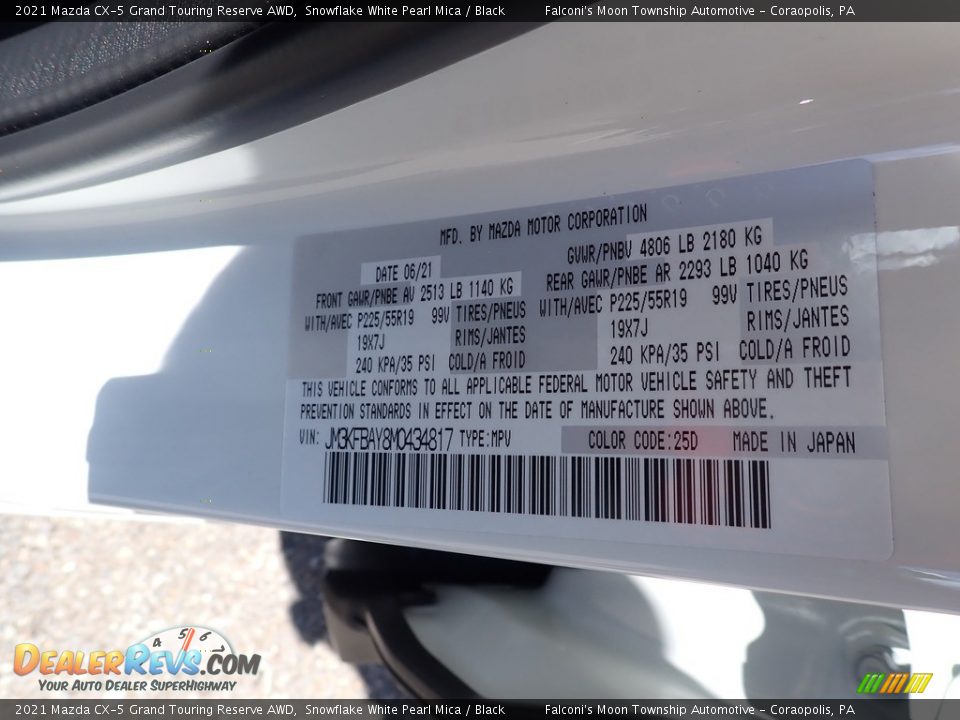 2021 Mazda CX-5 Grand Touring Reserve AWD, Snowflake White Pearl Mica / Black Falconi's Moon Township Automotive - Coraopolis, PA
MFD. BY MAZDA MOTOR CORPORATION
DATE 06/21 GVWR/PNBV 4806 LB 2180 KG
FRONT GAWR/PNBE AV 2513 LB 1140 KG REAR GAWR/PNBE AR 2293 LB 1040 KG
WITH/AVEC P225/55R19 99V TIRES/PNEUS WITH/AVEC P225/55R19 99V TIRES/PNEUS
19X7J RIMS/JANTES 19X7J RIMS/JANTES
240 KPA/35 PSI COLD/A FROID 240 KPA/35 PSI COLD/A FROID
THIS VEHICLE CONFORMS TO ALL APPLICABLE FEDERAL MOTOR VEHICLE SAFETY AND THEFT
PREVENTION STANDARDS IN EFFECT ON THE DATE OF MANUFACTURE SHOWN ABOVE.
VIN: JM3KFBAY8M0434817 TYPE:MPV COLOR CODE:25D MADE IN JAPAN
4 5 6
DEALERREVS.COM
YOUR AUTO DEALER SUPERHIGHWAY
2021 Mazda CX-5 Grand Touring Reserve AWD, Snowflake White Pearl Mica / Black Falconi's Moon Township Automotive - Coraopolis, PA